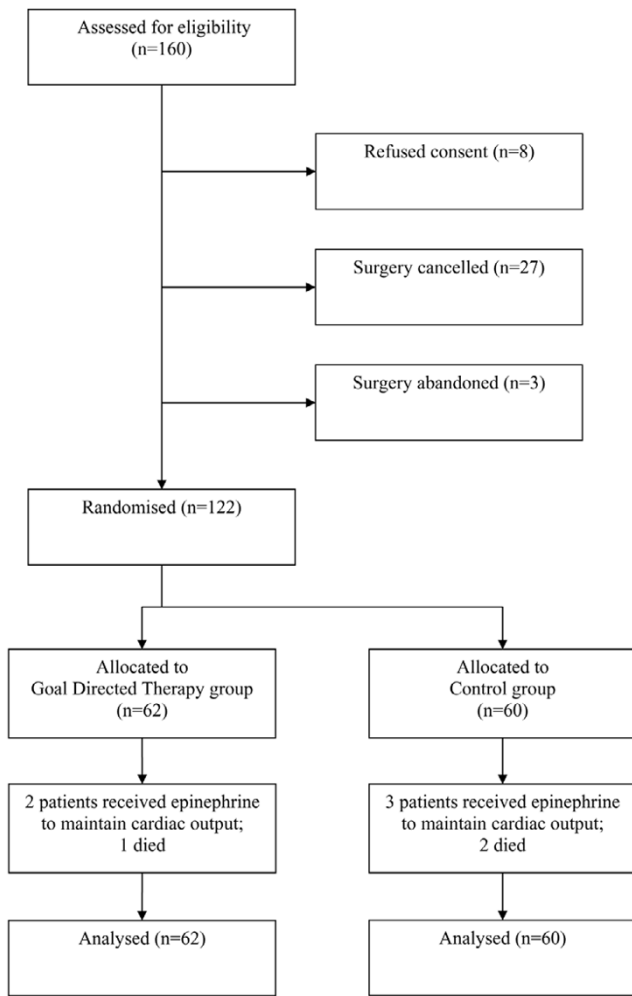 Assessed for eligibility
(n=160)
Refused consent (n=8)
Surgery cancelled (n=27)
Surgery abandoned (n=3)
Randomised (n=122)
Allocated to
Goal Directed Therapy group
(n=62)
Allocated to
Control group
(n=60)
2 patients received epinephrine
to maintain cardiac output;
1 died
3 patients received epinephrine
to maintain cardiac output;
2 died
Analysed (n=62)
Analysed (n=60)